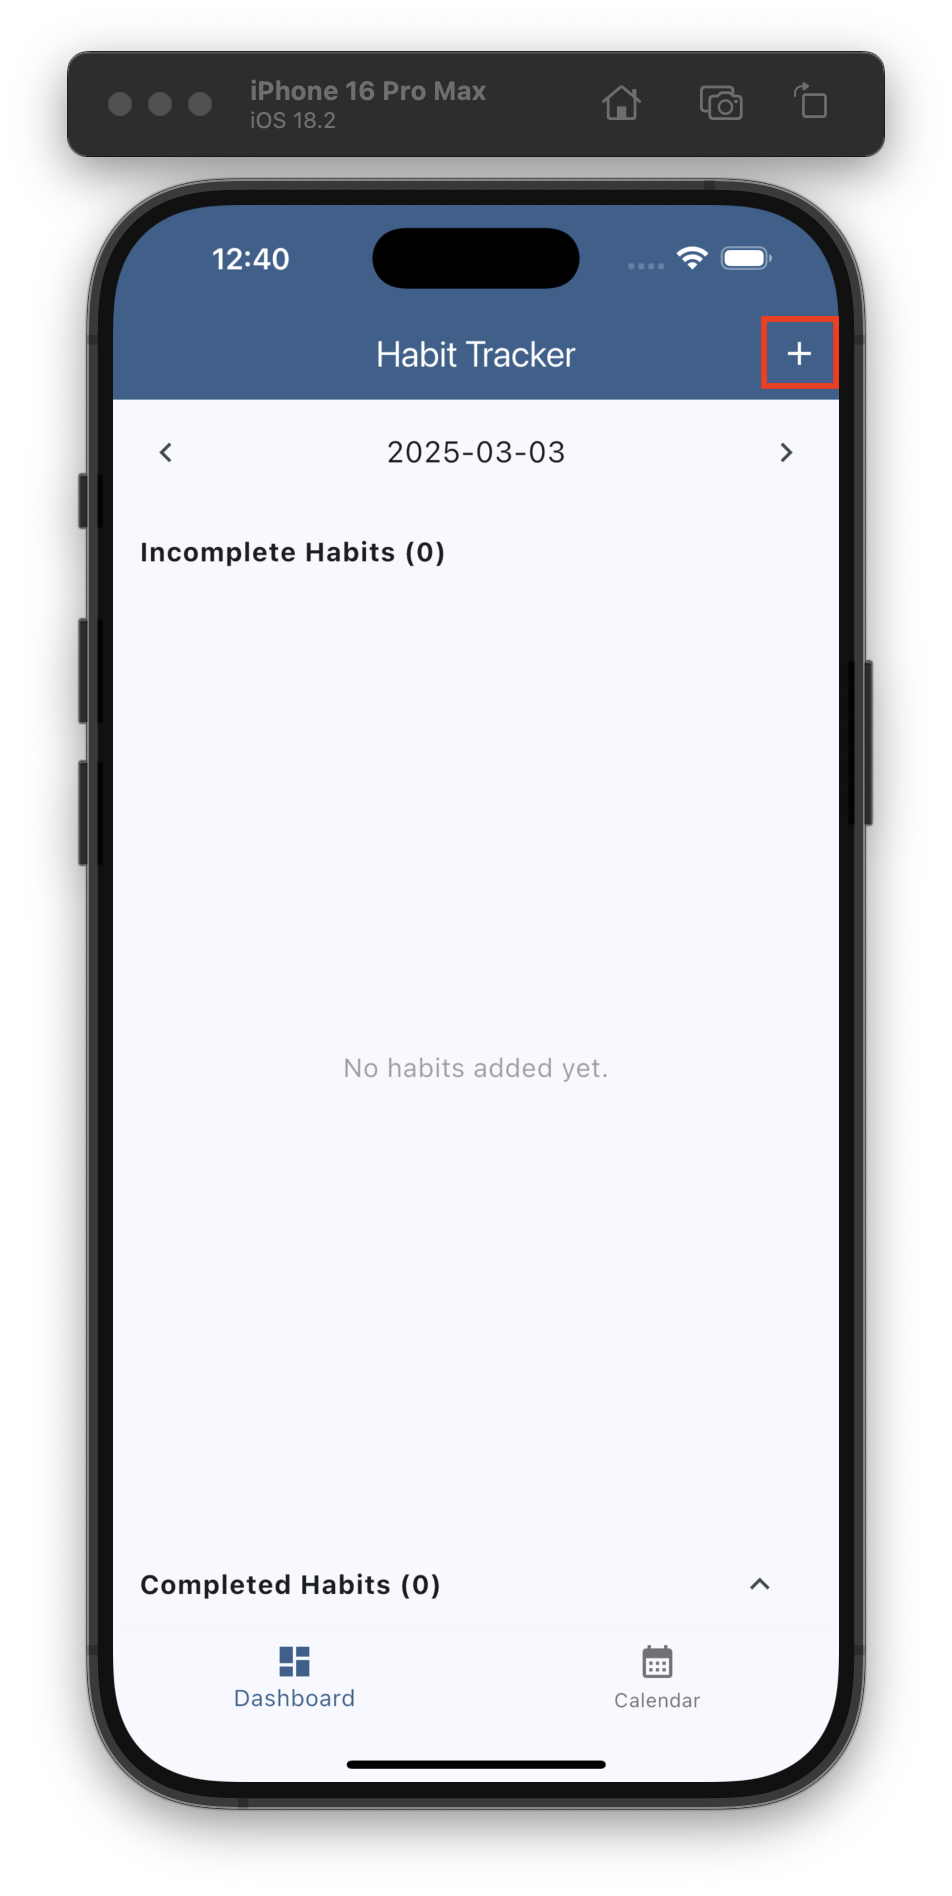 iPhone 16 Pro Max
iOS 18.2
12:40
Habit Tracker
2025-03-03
Incomplete Habits (0)
No habits added yet.
Completed Habits (0)
Dashboard
Calendar